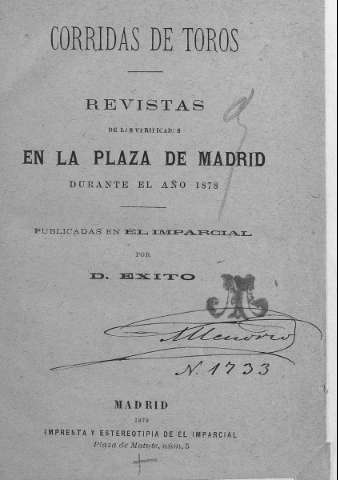 CORRIDAS DE TOROS
REVISTAS
DE LAS VERIFICADAS
EN LA PLAZA DE MADRID
DURANTE EL AÑO 1878
PUBLICADAS EN EL IMPARCIAL
POR
D. EXITO
N. 1733
MADRID
IMPRENTA Y ESTEREOTIPIA DE EL IMPARCIAL
Plaza de Matute, núm. 5